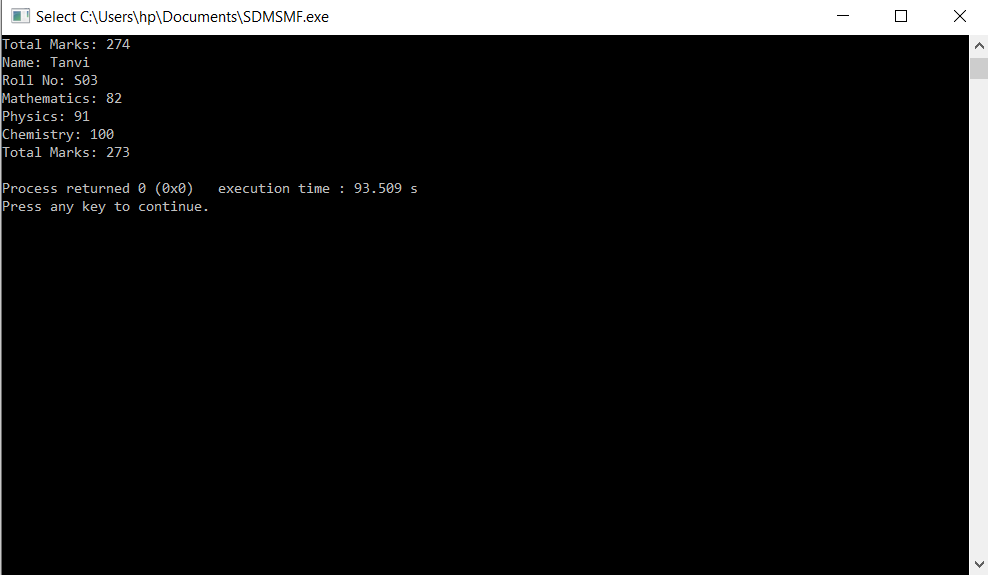 Select C:\Users\hp\Documents\SDMSMF.exe
Total Marks: 274
Name: Tanvi
Roll No: S03
Mathematics: 82
Physics: 91
Chemistry: 100
Total Marks: 273
Process returned 0 (0x0)   execution time : 93.509 s
Press any key to continue.